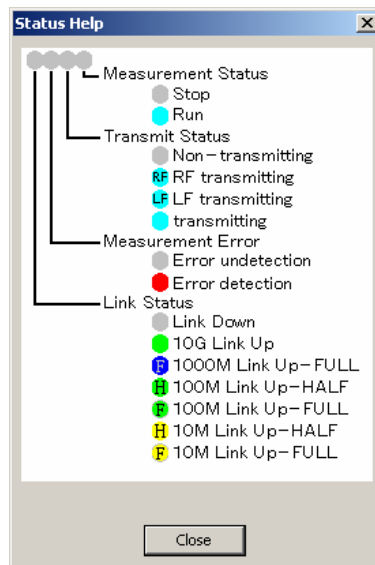 Status Help
Measurement Status
Stop
Run
Transmit Status
Non-transmitting
RF RF transmitting
LF LF transmitting
transmitting
Measurement Error
Error undetection
Error detection
Link Status
Link Down
10G Link Up
F 1000M Link Up-FULL
H 100M Link Up-HALF
F 100M Link Up-FULL
H 10M Link Up-HALF
F 10M Link Up-FULL
Close